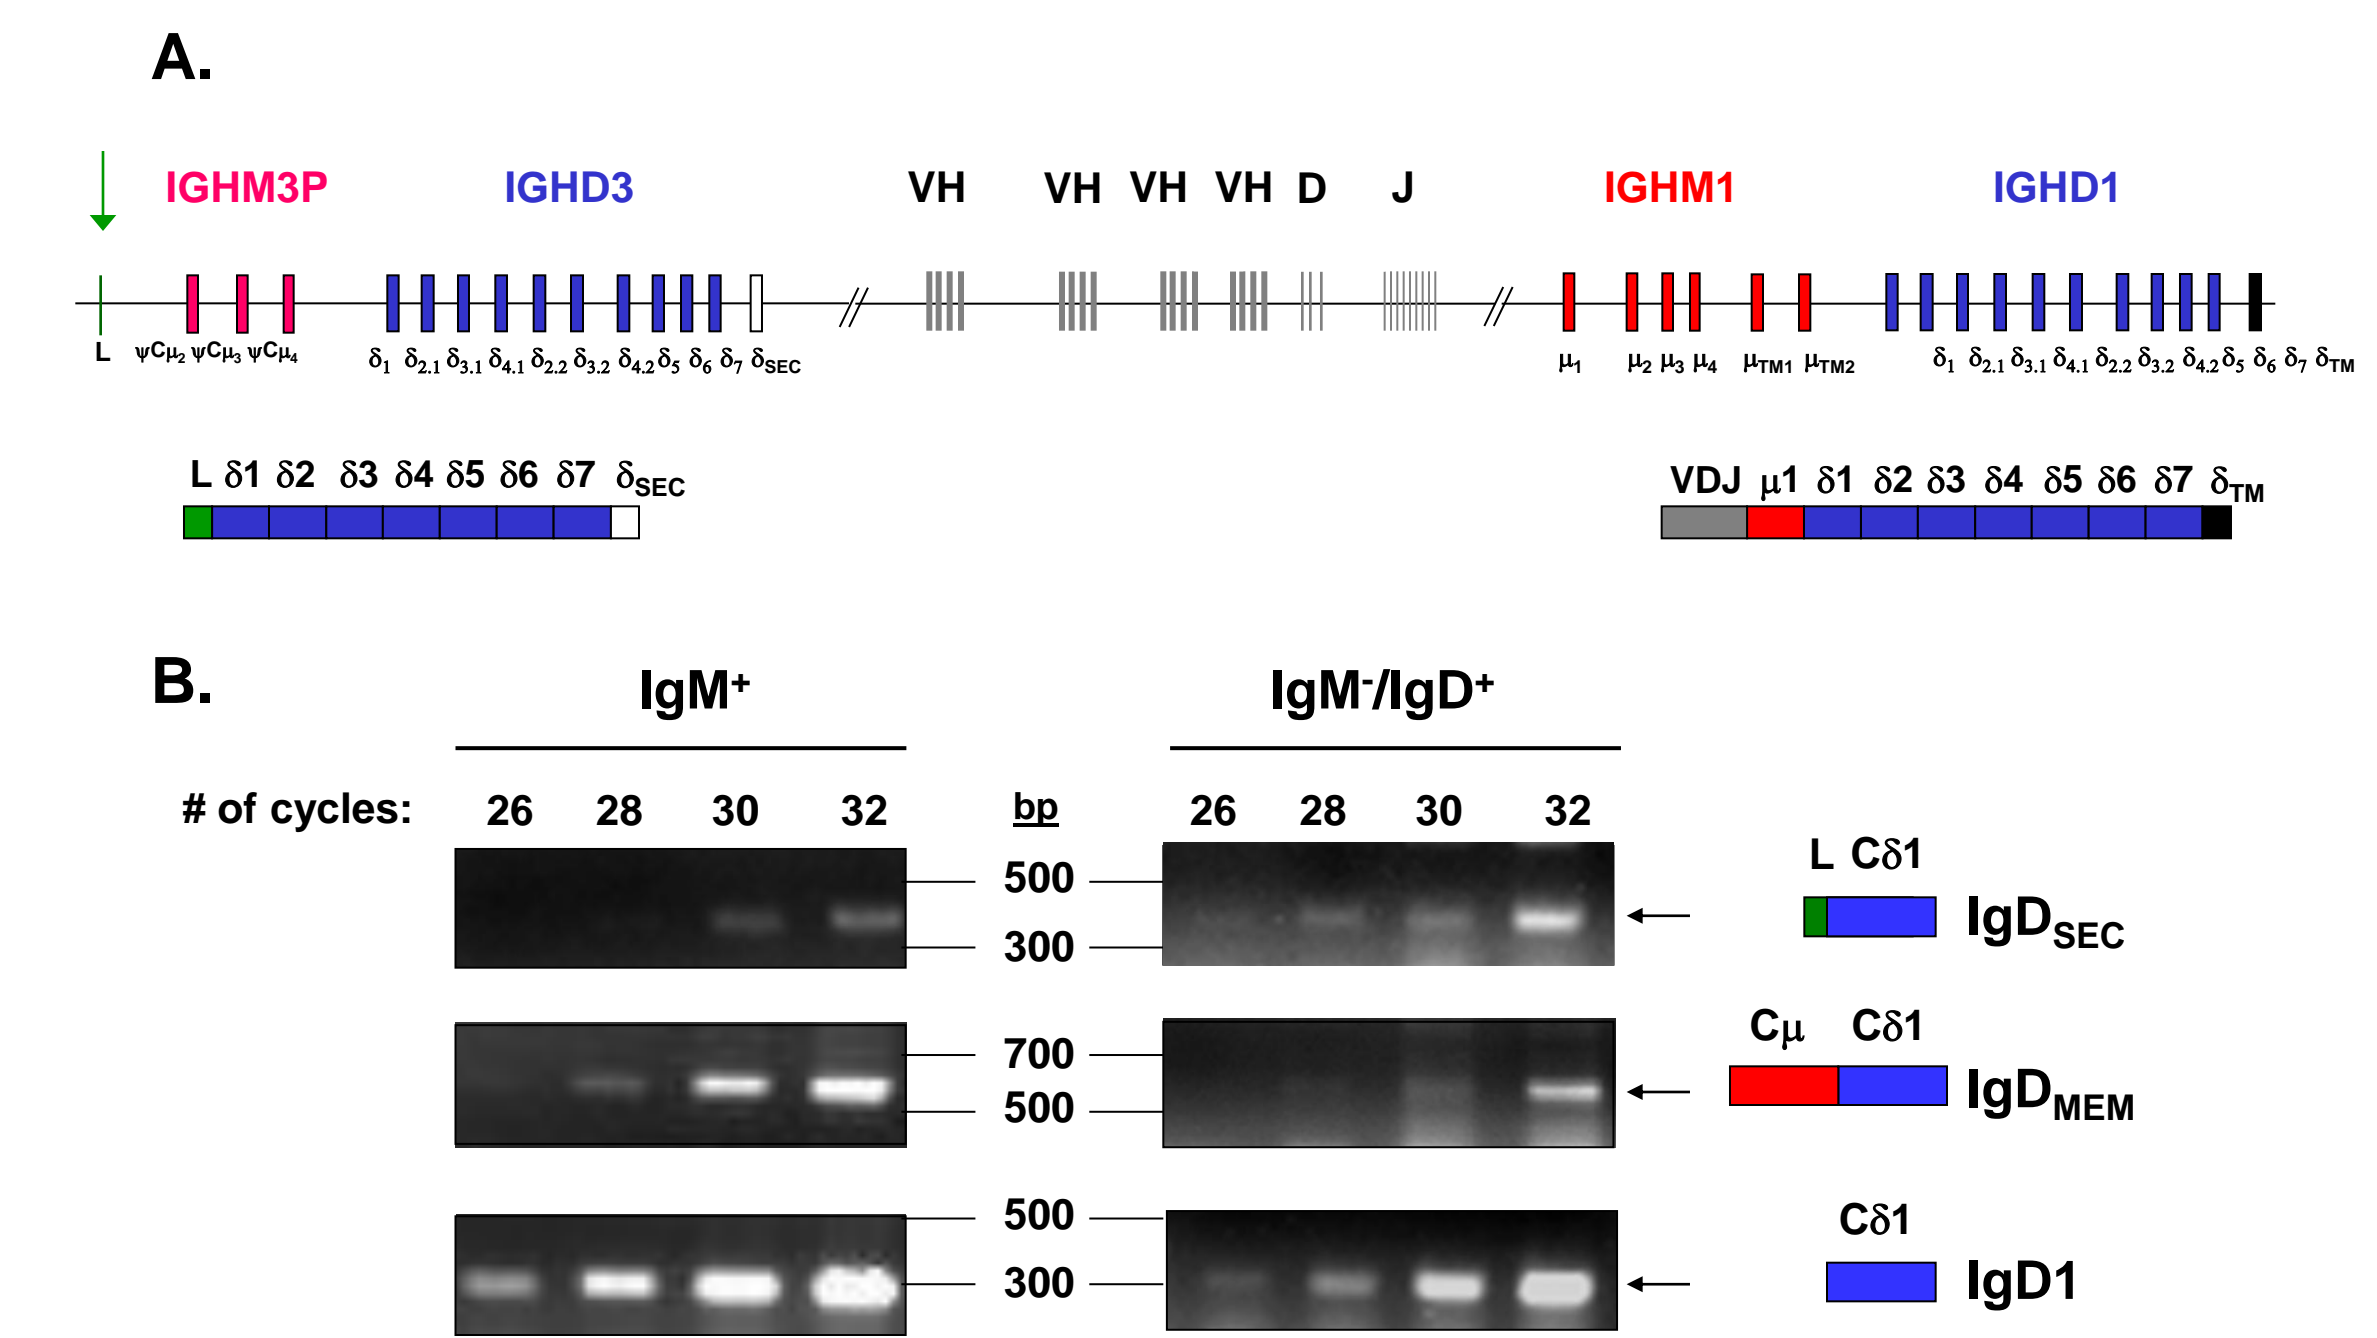 A.
IGHM3P IGHD3 VH VH VH VH D J IGHM1 IGHD1
L ψCμ2 ψCμ3 ψCμ4 δ1 δ2.1 δ3.1 δ4.1 δ2.2 δ3.2 δ4.2 δ5 δ6 δ7 δSEC μ1 μ2 μ3 μ4 μTM1 μTM2 δ1 δ2.1 δ3.1 δ4.1 δ2.2 δ3.2 δ4.2 δ5 δ6 δ7 δTM
L δ1 δ2 δ3 δ4 δ5 δ6 δ7 δSEC VDJ μ1 δ1 δ2 δ3 δ4 δ5 δ6 δ7 δTM
B.
IgM+ IgM-/IgD+
# of cycles: 26 28 30 32 bp 26 28 30 32
L Cδ1
500
IgDSEC
300
Cμ Cδ1
700
IgDMEM
500
500
Cδ1
300 IgD1